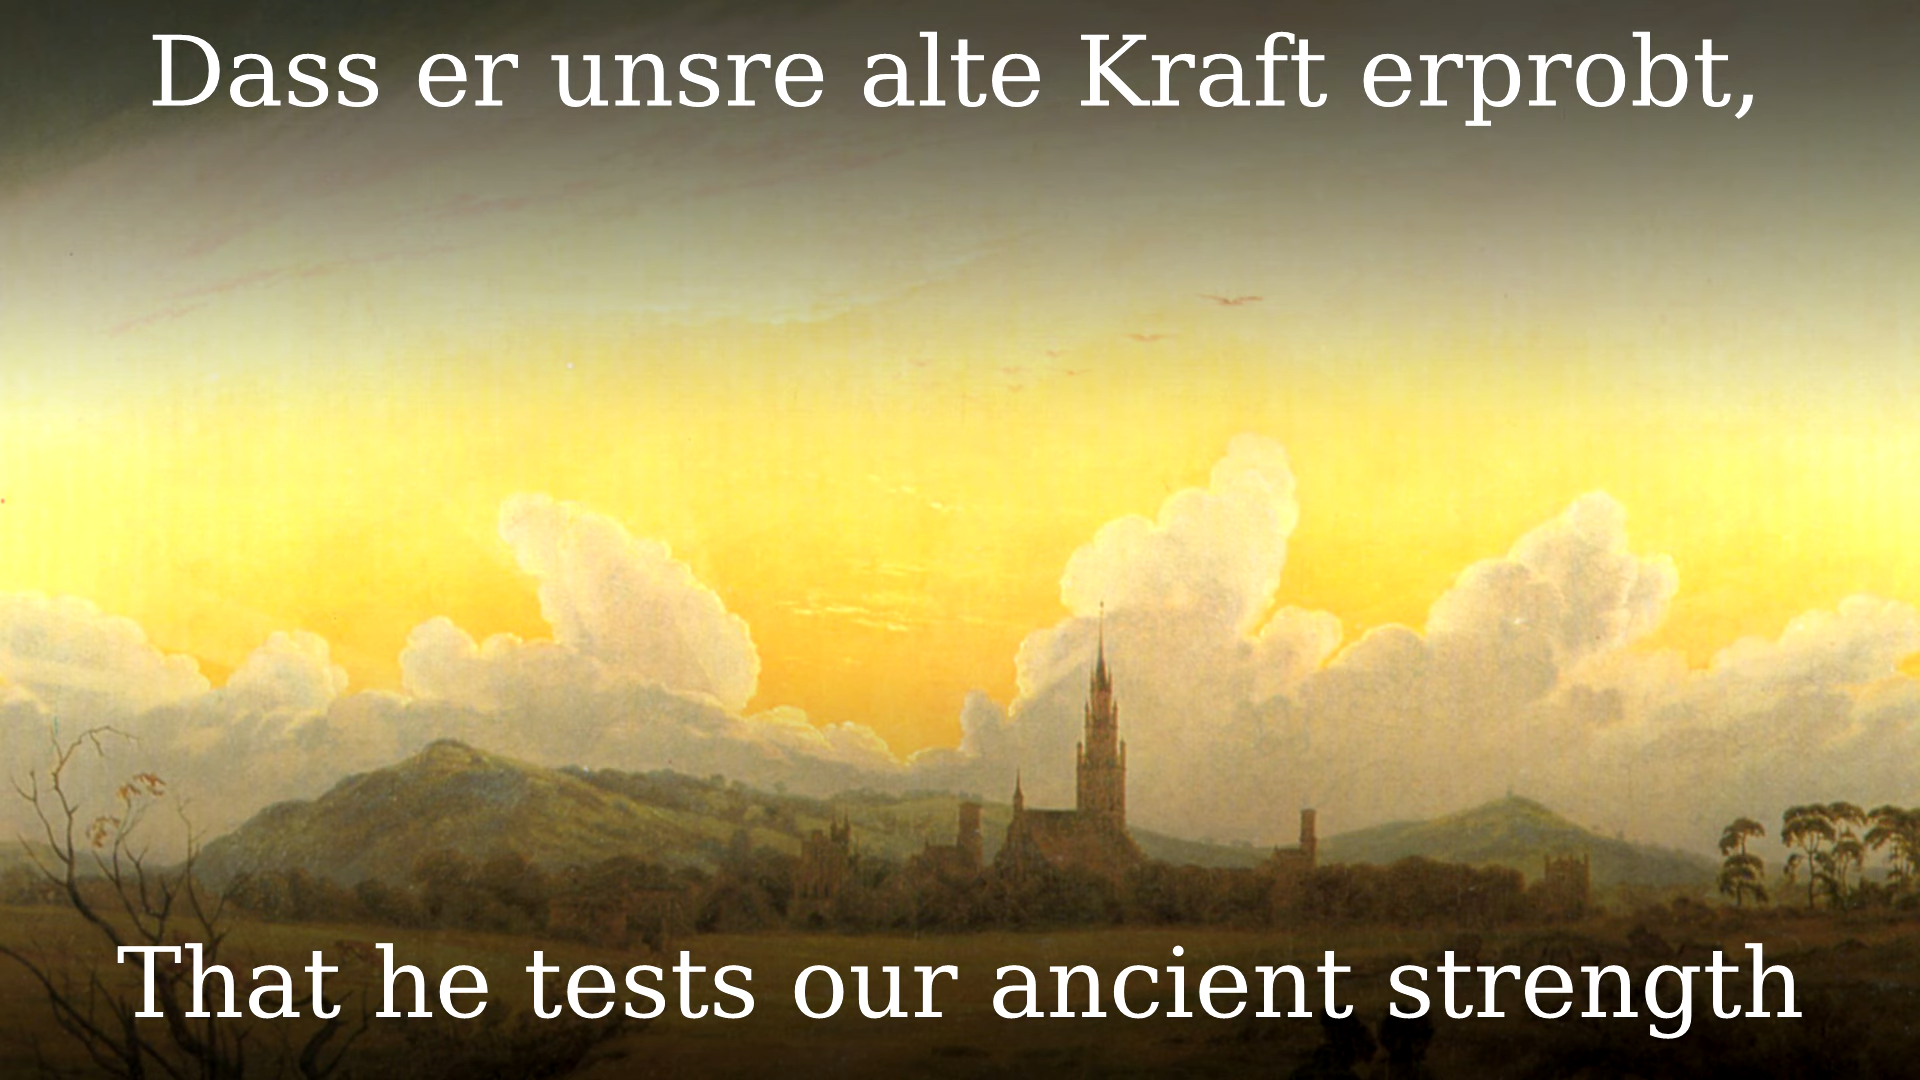 Dass er unsre alte Kraft erprobt,
That he tests our ancient strength